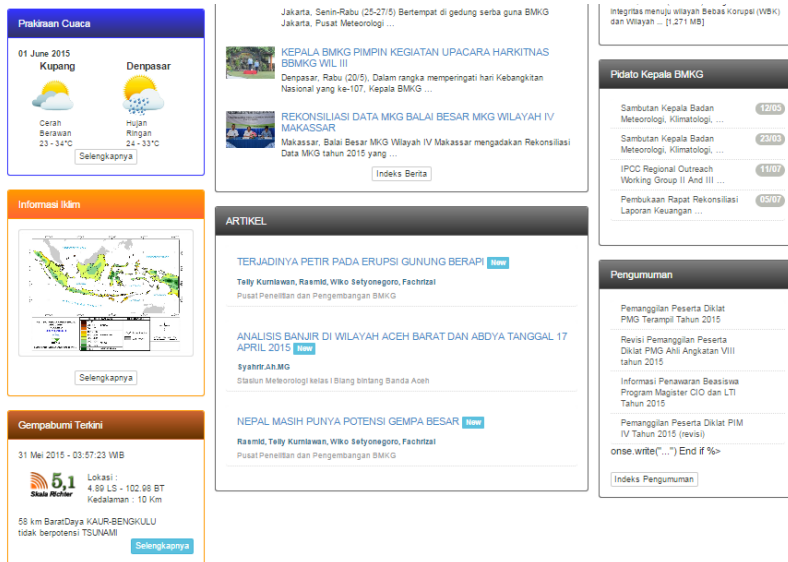 Prakiraan Cuaca
01 June 2015
Kupang
Denpasar
Cerah
Berawan
23 - 34°C
Hujan
Ringan
24 - 33°C
Selengkapnya
Informasi Iklim
Selengkapnya
Gempabumi Terkini
31 Mei 2015 - 03:57:23 WIB
5,1
Skala Richter
Lokasi :
4.89 LS - 102.98 BT
Kedalaman : 10 Km
58 km BaratDaya KAUR-BENGKULU
tidak berpotensi TSUNAMI
Selengkapnya
Jakarta, Senin-Rabu (25-27/5) Bertempat di gedung serba guna BMKG
Jakarta, Pusat Meteorologi ...
KEPALA BMKG PIMPIN KEGIATAN UPACARA HARKITNAS
BBMKG WIL III
Denpasar, Rabu (20/5), Dalam rangka memperingati hari Kebangkitan
Nasional yang ke-107, Kepala BMKG ...
REKONSILIASI DATA MKG BALAI BESAR MKG WILAYAH IV
MAKASSAR
Makassar, Balai Besar MKG Wilayah IV Makassar mengadakan Rekonsiliasi
Data MKG tahun 2015 yang ...
Indeks Berita
ARTIKEL
TERJADINYA PETIR PADA ERUPSI GUNUNG BERAPI New
Telly Kurniawan, Rasmid, Wiko Setyonegoro, Fachrizal
Pusat Penelitian dan Pengembangan BMKG
ANALISIS BANJIR DI WILAYAH ACEH BARAT DAN ABDYA TANGGAL 17
APRIL 2015 New
Syahrir.Ah.MG
Stasiun Meteorologi kelas I Blang bintang Banda Aceh
NEPAL MASIH PUNYA POTENSI GEMPA BESAR New
Rasmid, Telly Kurniawan, Wiko Setyonegoro, Fachrizal
Pusat Penelitian dan Pengembangan BMKG
Integritas menuju wilayah Bebas Korupsi (WBK)
dan Wilayah ... [1,271 MB]
Pidato Kepala BMKG
Sambutan Kepala Badan
Meteorologi, Klimatologi, ...
12/05
Sambutan Kepala Badan
Meteorologi, Klimatologi, ...
23/03
IPCC Regional Outreach
Working Group II And III ...
11/07
Pembukaan Rapat Rekonsiliasi
Laporan Keuangan ...
05/07
Pengumuman
Pemanggilan Peserta Diklat
PMG Terampil Tahun 2015
Revisi Pemanggilan Peserta
Diklat PMG Ahli Angkatan VIII
tahun 2015
Informasi Penawaran Beasiswa
Program Magister CIO dan LTI
Tahun 2015
Pemanggilan Peserta Diklat PIM
IV Tahun 2015 (revisi)
onse.write("...") End if %>
Indeks Pengumuman